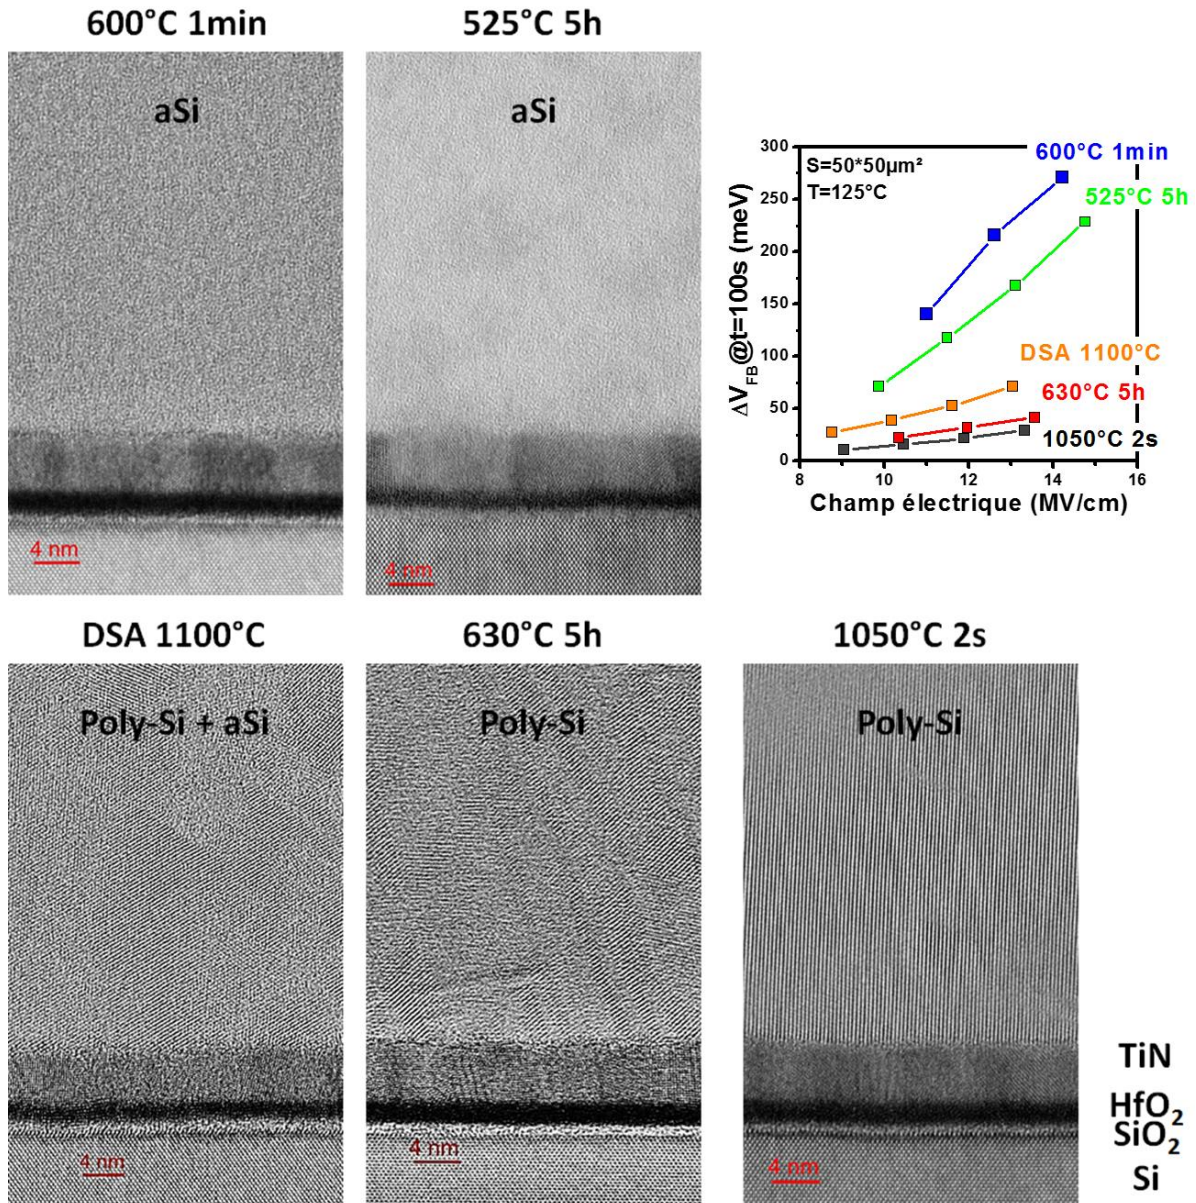 600°C 1min
525°C 5h
aSi
aSi
4 nm
4 nm
S=50*50µm²
T=125°C
600°C 1min
525°C 5h
DSA 1100°C
630°C 5h
1050°C 2s
300
250
200
150
100
50
0
8
10
12
14
16
ΔV_FB@t=100s (meV)
Champ électrique (MV/cm)
DSA 1100°C
630°C 5h
1050°C 2s
Poly-Si + aSi
Poly-Si
Poly-Si
4 nm
4 nm
4 nm
TiN
HfO₂
SiO₂
Si